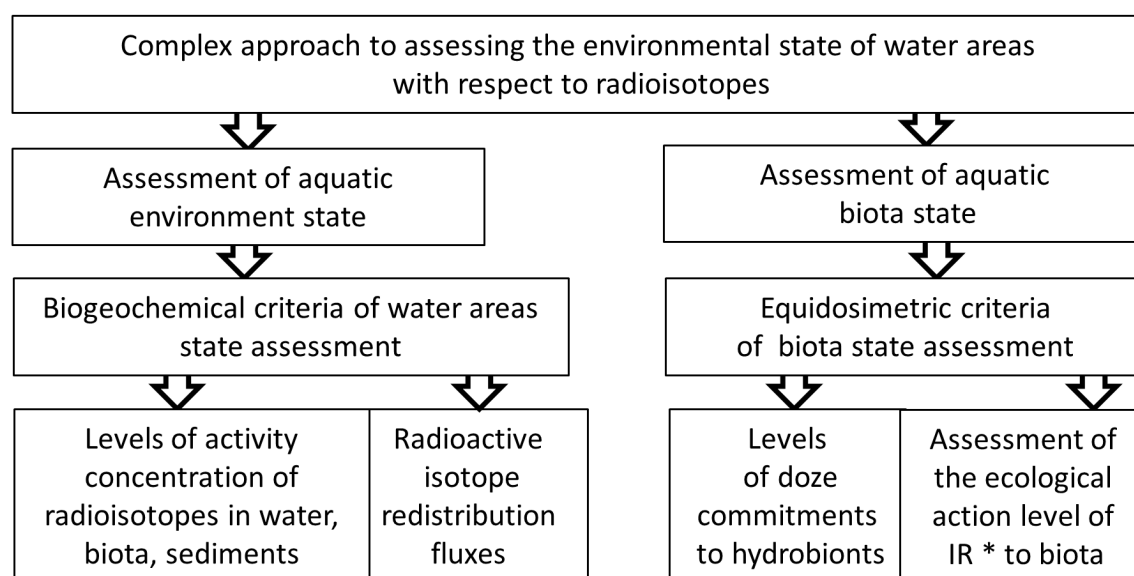 Complex approach to assessing the environmental state of water areas
with respect to radioisotopes
Assessment of aquatic
environment state
Assessment of aquatic
biota state
Biogeochemical criteria of water areas
state assessment
Equidosimetric criteria
of biota state assessment
Levels of activity
concentration of
radioisotopes in water,
biota, sediments
Radioactive
isotope
redistribution
fluxes
Levels
of doze
commitments
to hydrobionts
Assessment of
the ecological
action level of
IR * to biota